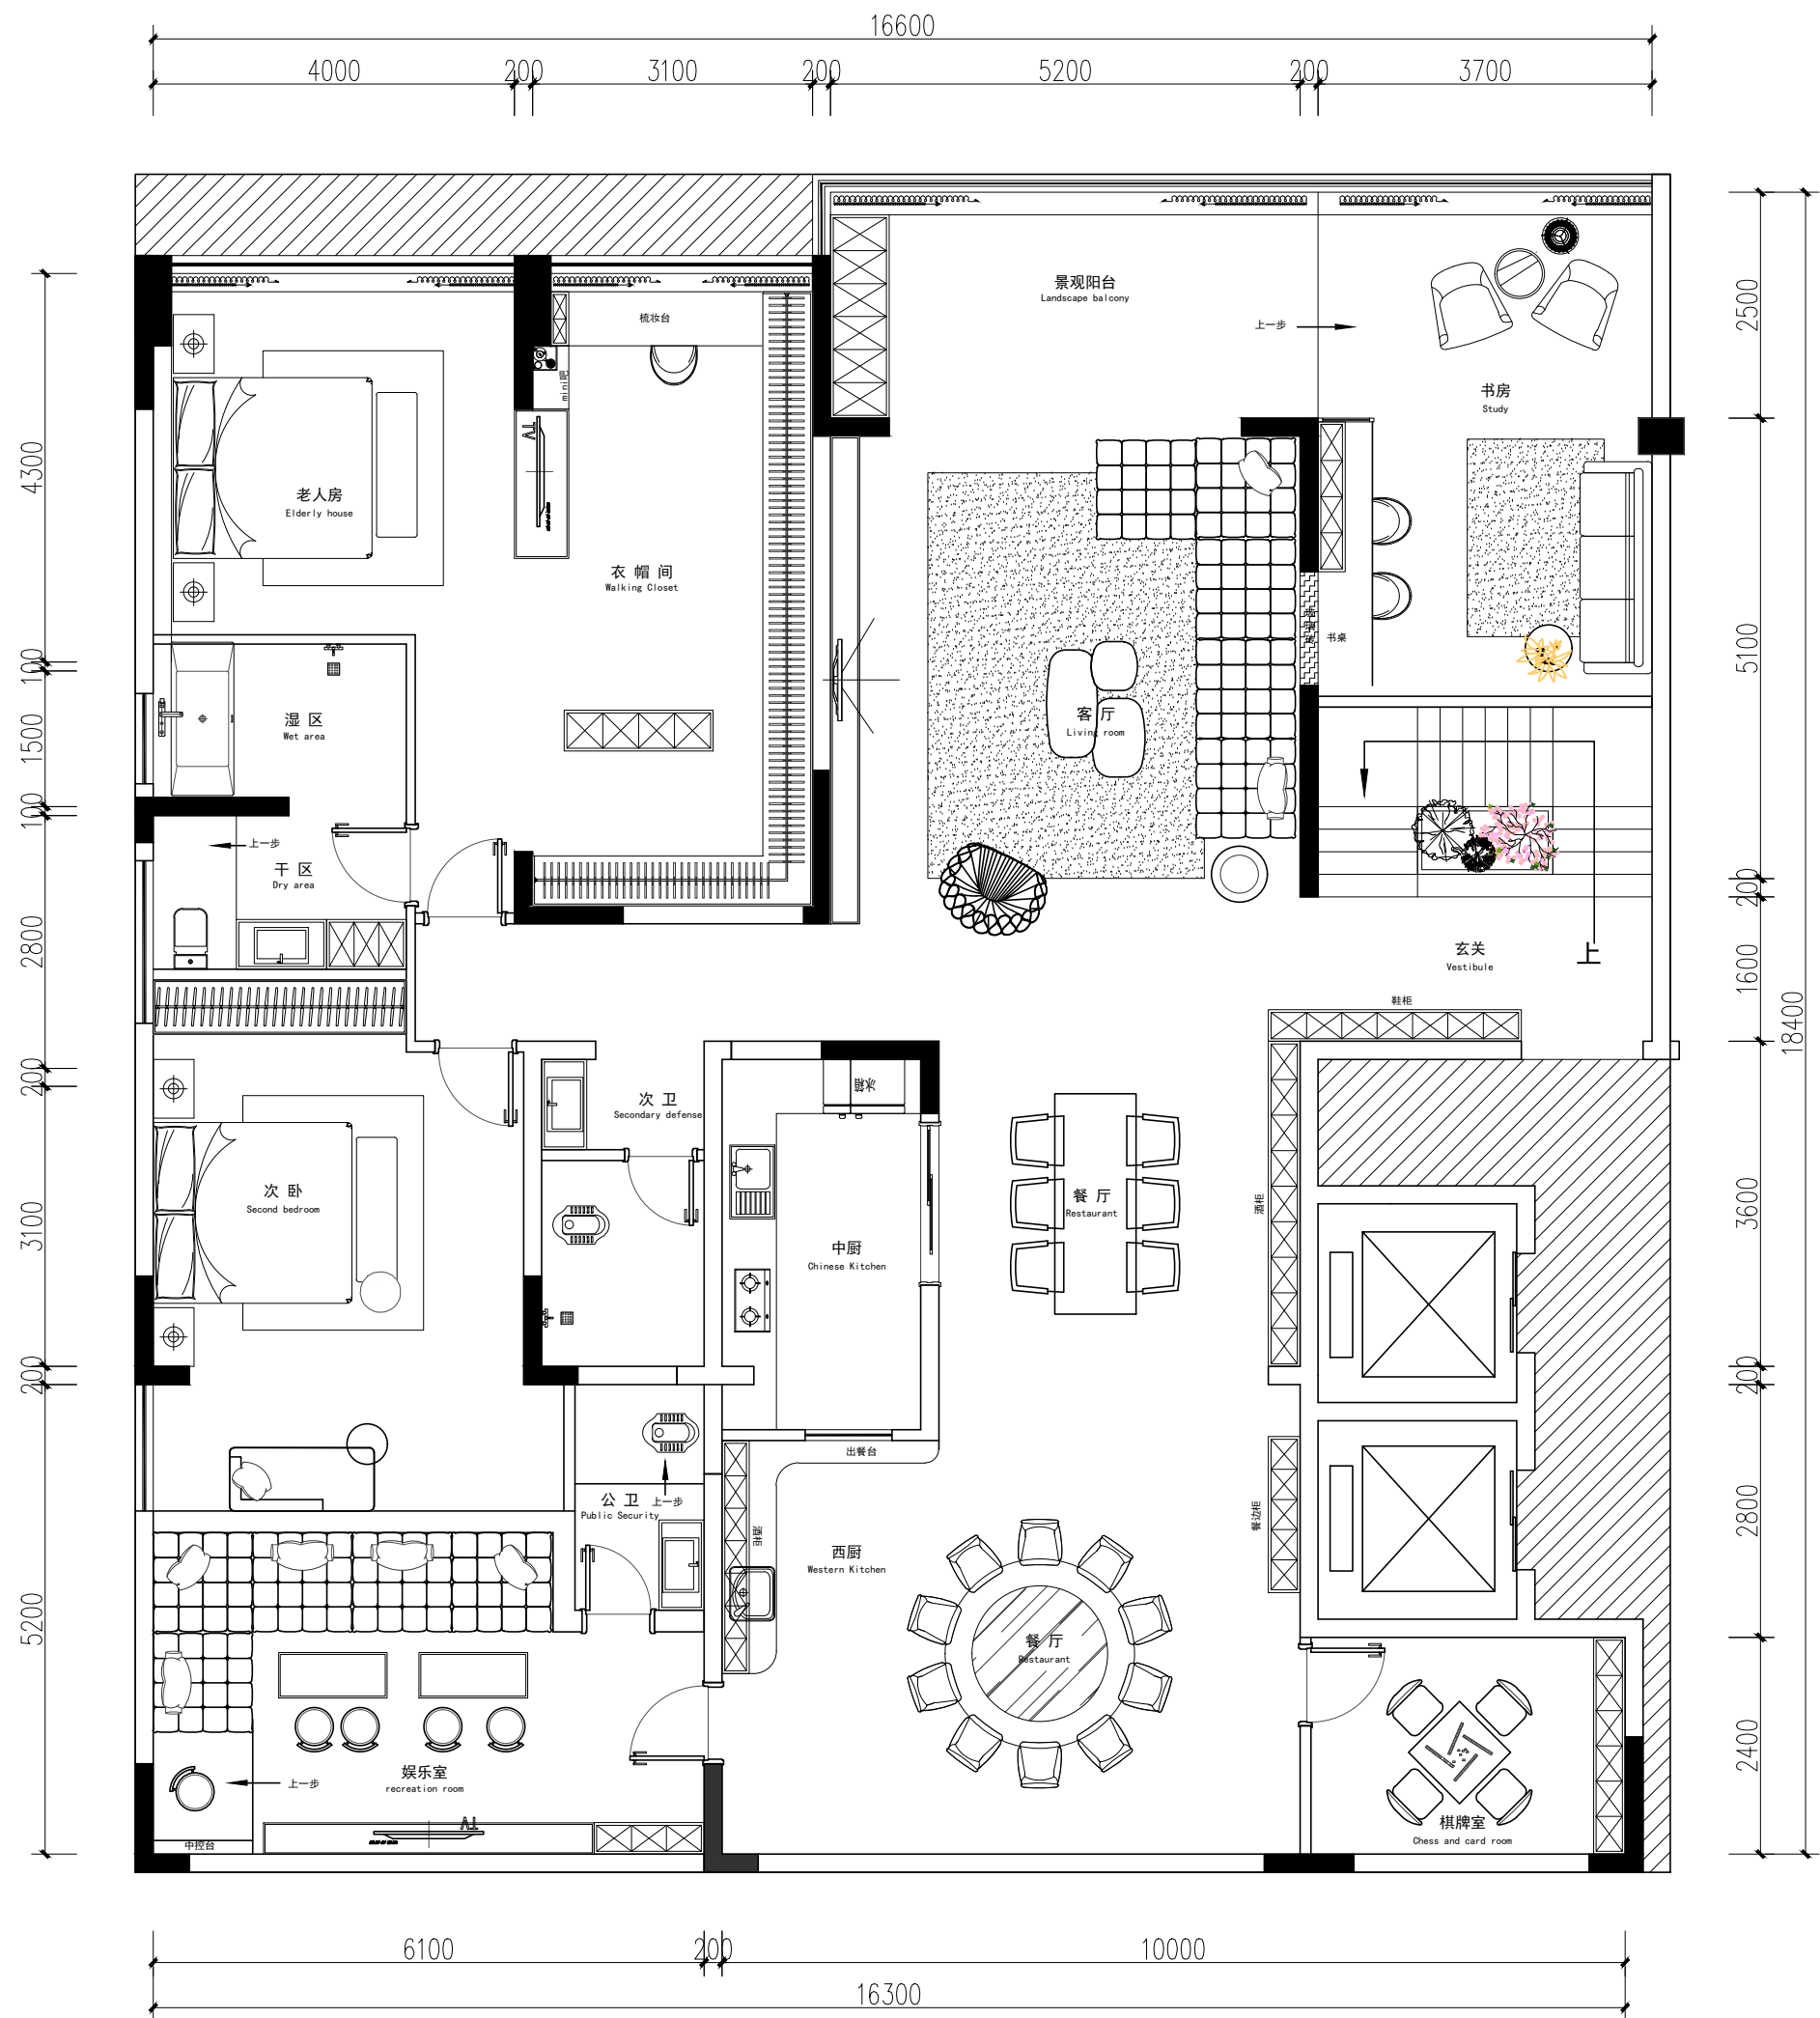 16600
4000
200
3100
200
5200
200
3700
景观阳台
Landscape balcony
上一步
梳妆台
mini吧
TV
书房
Study
老人房
Elderly house
衣 帽 间
Walking Closet
书桌
湿 区
Wet area
客 厅
Living room
上一步
干 区
Dry area
玄关
Vestibule
上
鞋柜
冰箱
次 卫
Secondary defense
次 卧
Second bedroom
餐 厅
Restaurant
酒柜
中厨
Chinese Kitchen
出餐台
公 卫
上一步
Public Security
酒柜
西厨
Western Kitchen
餐边柜
餐 厅
Restaurant
娱乐室
recreation room
上一步
TV
中控台
棋牌室
Chess and card room
4300
100
1500
100
2800
200
3100
200
5200
2500
5100
200
1600
3600
200
2800
2400
18400
6100
200
10000
16300